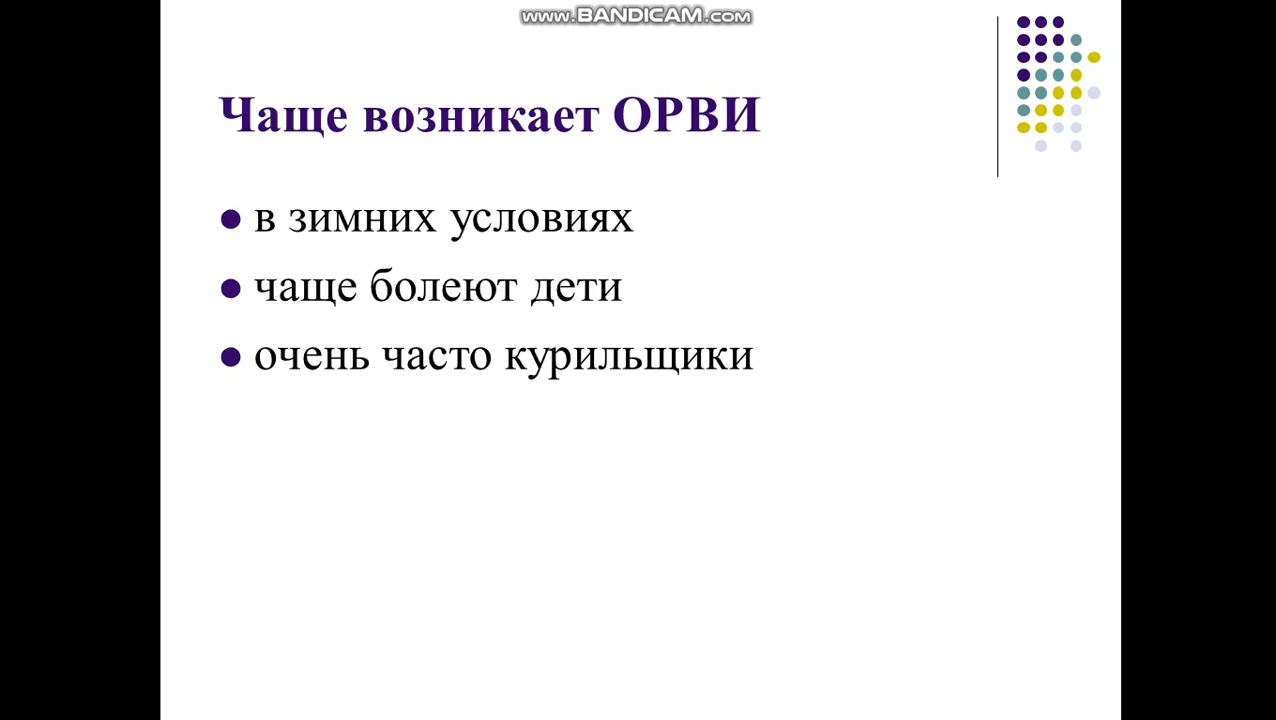 www.BANDICAM.com
Чаще возникает ОРВИ
в зимних условиях
чаще болеют дети
очень часто курильщики